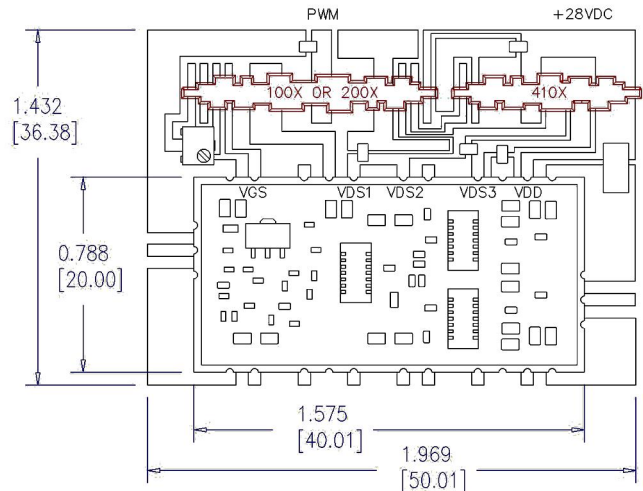 PWM
+28VDC
100X OR 200X
410X
1.432
[36.38]
VGS
VDS1
VDS2
VDS3
VDD
0.788
[20.00]
1.575
[40.01]
1.969
[50.01]